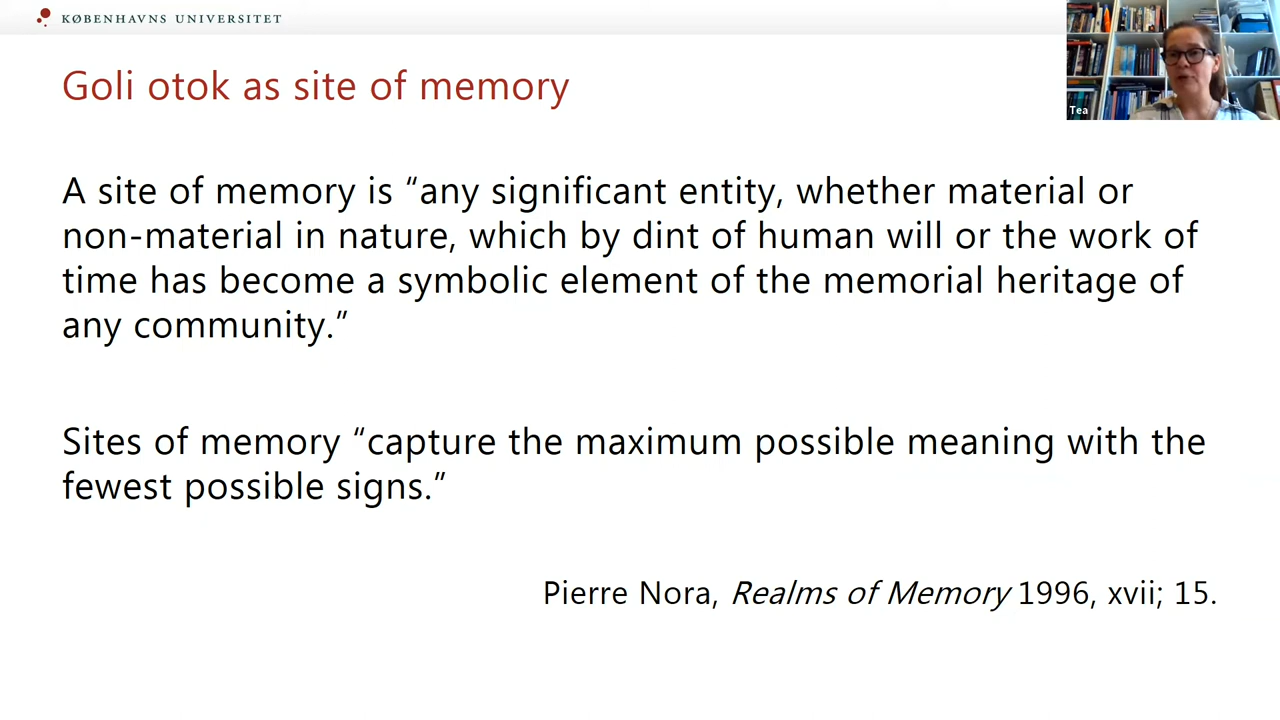 KØBENHAVNS UNIVERSITET
Goli otok as site of memory
Tea
A site of memory is “any significant entity, whether material or
non-material in nature, which by dint of human will or the work of
time has become a symbolic element of the memorial heritage of
any community.”
Sites of memory “capture the maximum possible meaning with the
fewest possible signs.”
Pierre Nora, Realms of Memory 1996, xvii; 15.